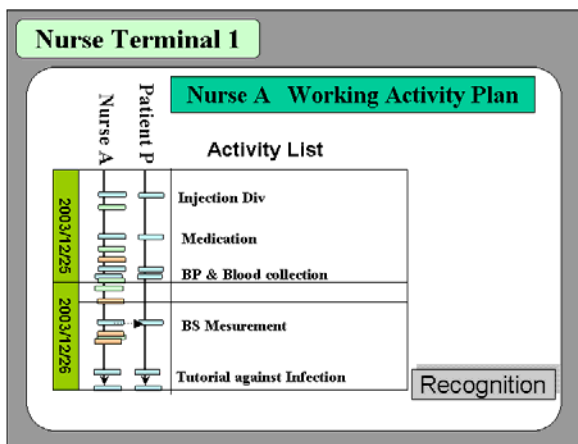 Nurse Terminal 1
Nurse A Working Activity Plan
Nurse A
Patient P
Activity List
2003/12/25
Injection Div
Medication
BP & Blood collection
2003/12/26
BS Mesurement
Tutorial against Infection
Recognition